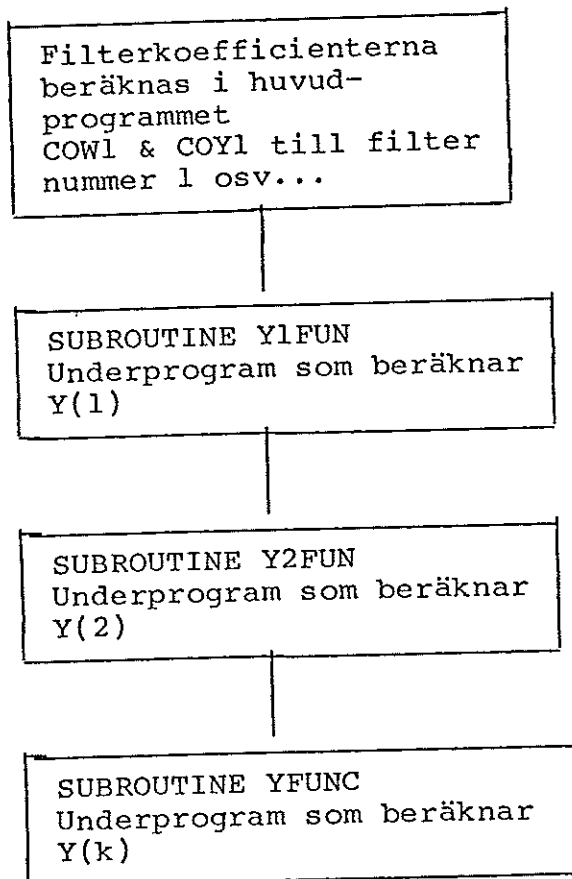 Filterkoefficienterna
beräknas i huvud-
programmet
COW1 & COY1 till filter
nummer 1 osv...
SUBROUTINE Y1FUN
Underprogram som beräknar
Y(1)
SUBROUTINE Y2FUN
Underprogram som beräknar
Y(2)
SUBROUTINE YFUNC
Underprogram som beräknar
Y(k)